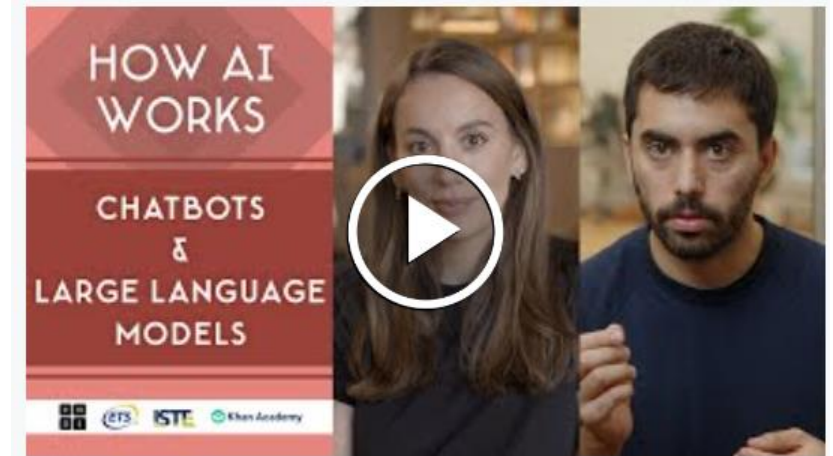 HOW AI
WORKS
CHATBOTS
&
LARGE LANGUAGE
MODELS
ETS ISTE Khan Academy